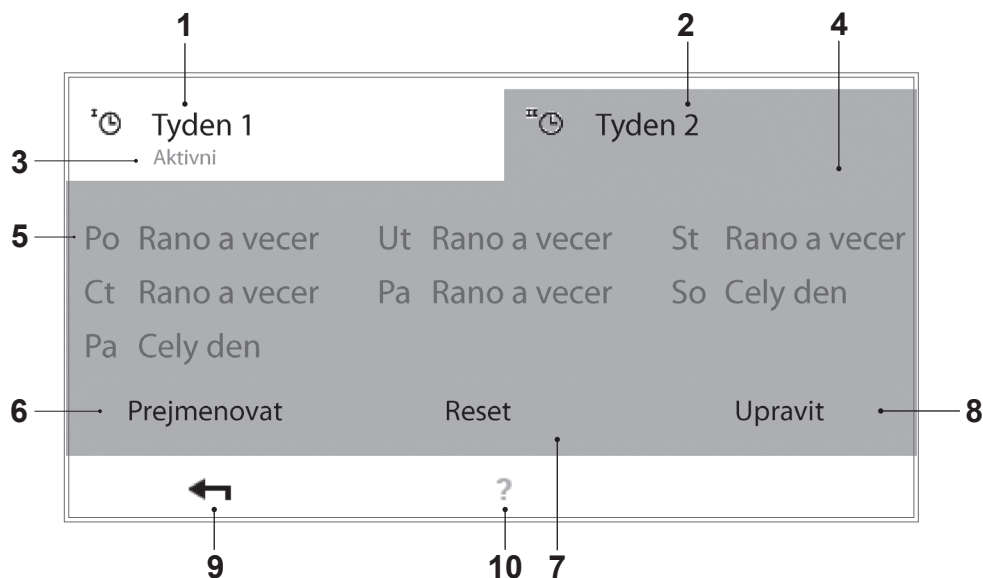 1 2 4
I Tyden 1 II Tyden 2
3 Aktivni
5 Po Rano a vecer Ut Rano a vecer St Rano a vecer
Ct Rano a vecer Pa Rano a vecer So Cely den
Pa Cely den
6 Prejmenovat Reset Upravit 8
?
9 10 7